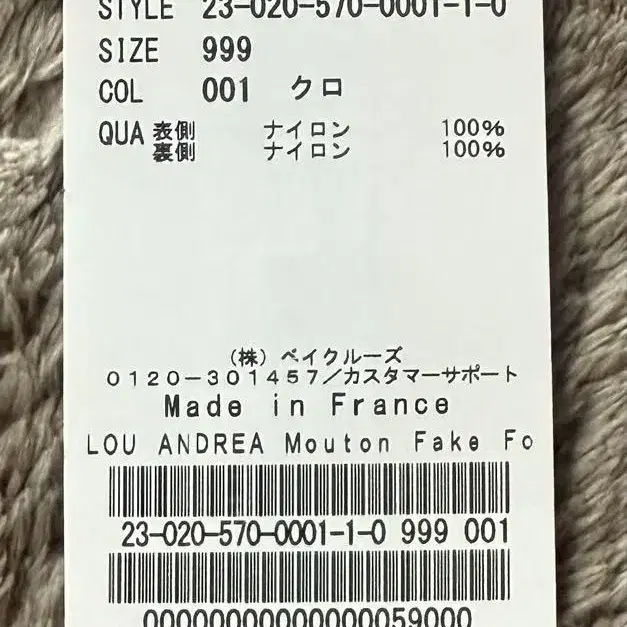 STYLE 23-020-570-0001-1-0
SIZE 999
COL 001 クロ
QUA 表側 ナイロン 100%
裏側 ナイロン 100%
(株)ベイクルーズ
0120-301457/カスタマーサポート
Made in France
LOU ANDREA Mouton Fake Fo
23-020-570-0001-1-0 999 001
00000000000000059000